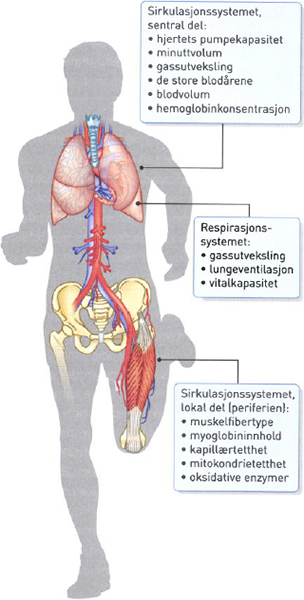 Sirkulasjonssystemet,
sentral del:
• hjertets pumpekapasitet
• minuttvolum
• gassutveksling
• de store blodårene
• blodvolum
• hemoglobinkonsentrasjon
Respirasjons-
systemet:
• gassutveksling
• lungeventilasjon
• vitalkapasitet
Sirkulasjonssystemet,
lokal del (periferien):
• muskelfibertype
• myoglobininnhold
• kapillærtetthet
• mitokondrietetthet
• oksidative enzymer